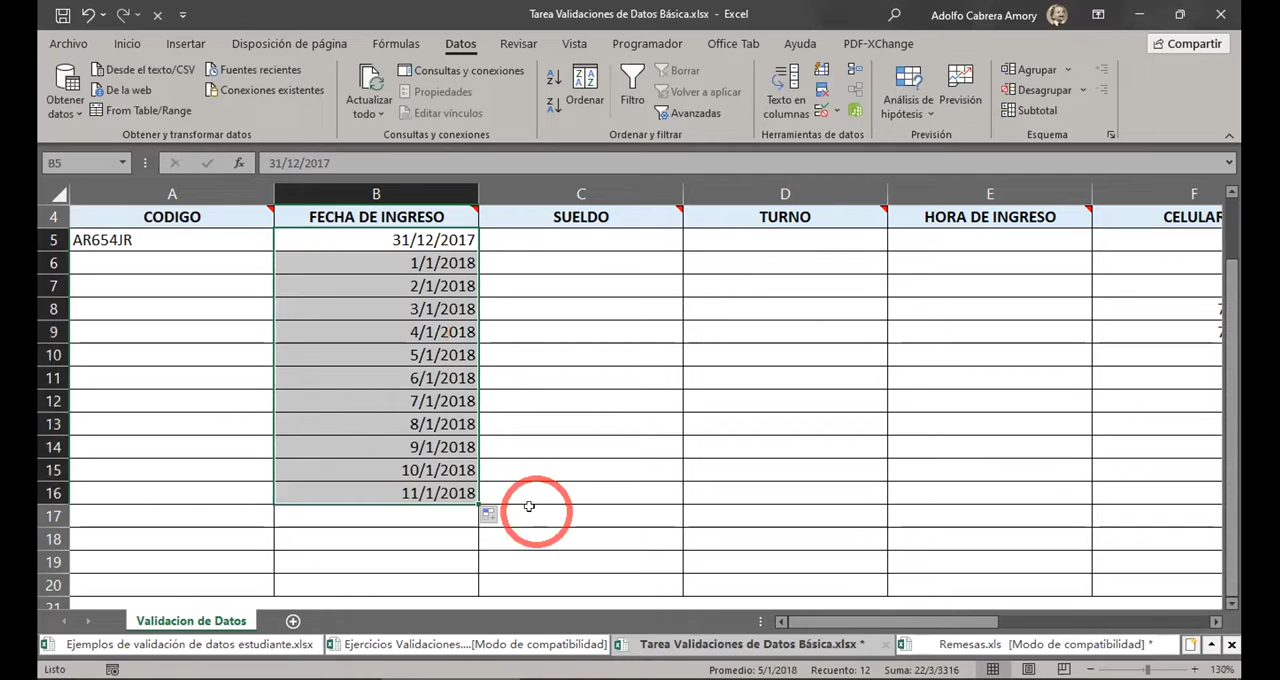 Tarea Validaciones de Datos Básica.xlsx - Excel
Adolfo Cabrera Amory
Archivo Inicio Insertar Disposición de página Fórmulas Datos Revisar Vista Programador Office Tab Ayuda PDF-XChange Compartir
Obtener datos
Desde el texto/CSV
De la web
From Table/Range
Fuentes recientes
Conexiones existentes
Obtener y transformar datos
Actualizar todo
Consultas y conexiones
Propiedades
Editar vínculos
Consultas y conexiones
Ordenar
Filtro
Borrar
Volver a aplicar
Avanzadas
Ordenar y filtrar
Texto en columnas
Herramientas de datos
Análisis de hipótesis
Previsión
Previsión
Agrupar
Desagrupar
Subtotal
Esquema
B5 fx 31/12/2017
A B C D E F
4 CODIGO FECHA DE INGRESO SUELDO TURNO HORA DE INGRESO CELULAR
5 AR654JR 31/12/2017
6 1/1/2018
7 2/1/2018
8 3/1/2018 7
9 4/1/2018 7
10 5/1/2018
11 6/1/2018
12 7/1/2018
13 8/1/2018
14 9/1/2018
15 10/1/2018
16 11/1/2018
17
18
19
20
21
Validacion de Datos
Ejemplos de validación de datos estudiante.xlsx Ejercicios Validaciones....[Modo de compatibilidad] Tarea Validaciones de Datos Básica.xlsx * Remesas.xls [Modo de compatibilidad] *
Listo Promedio: 5/1/2018 Recuento: 12 Suma: 22/3/3316 130%